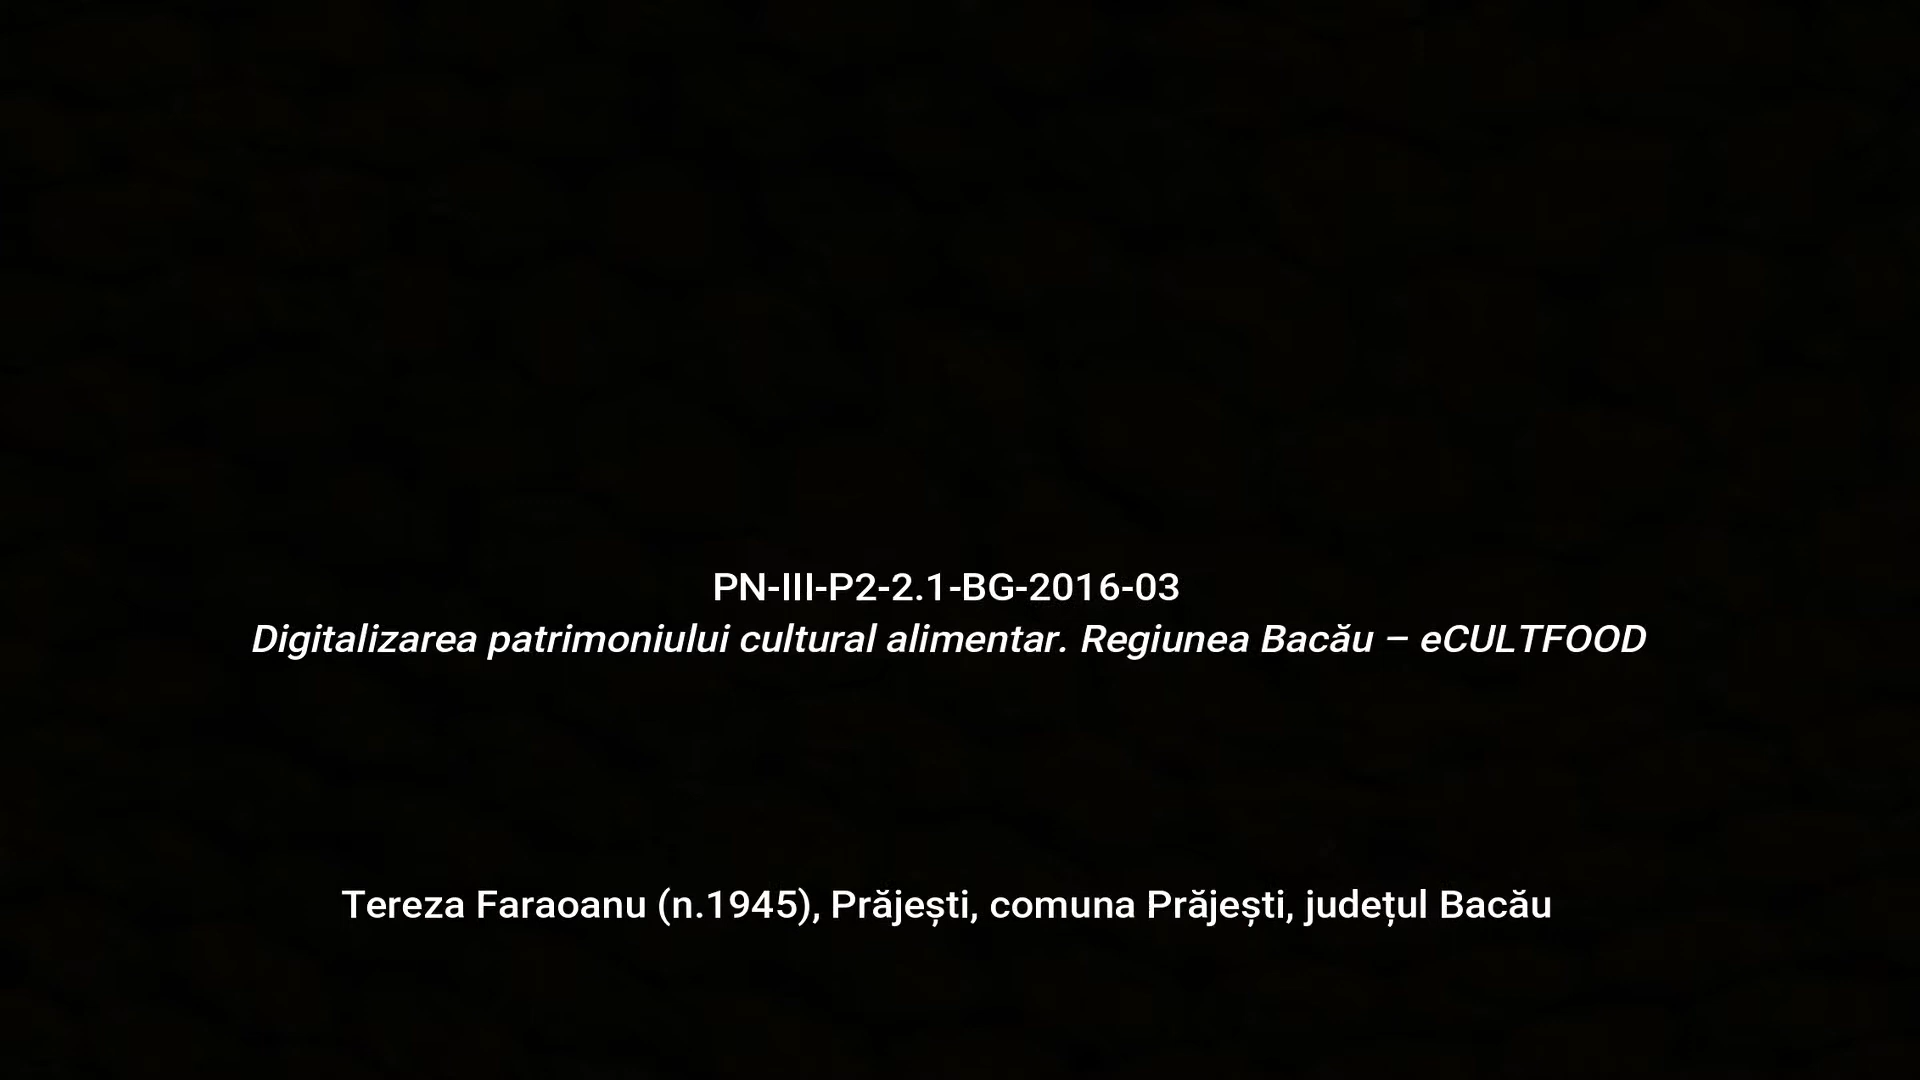 PN-III-P2-2.1-BG-2016-03
Digitalizarea patrimoniului cultural alimentar. Regiunea Bacău – eCULTFOOD
Tereza Faraoanu (n.1945), Prăjești, comuna Prăjești, județul Bacău